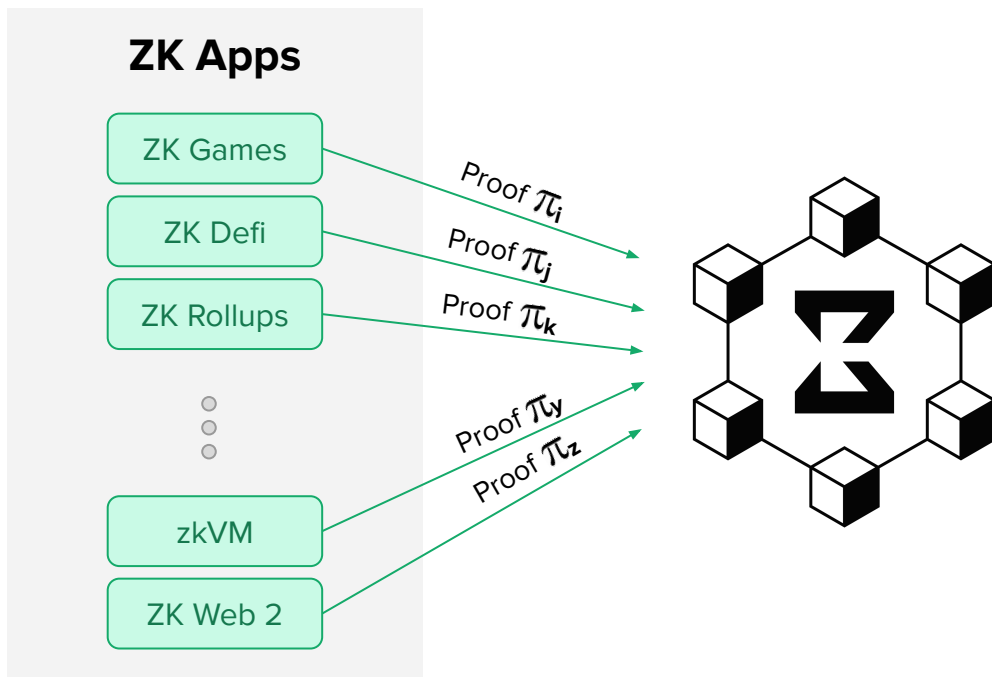 ZK Apps
ZK Games
Proof πi
ZK Defi
Proof πj
ZK Rollups
Proof πk
Proof πy
Proof πz
zkVM
ZK Web 2